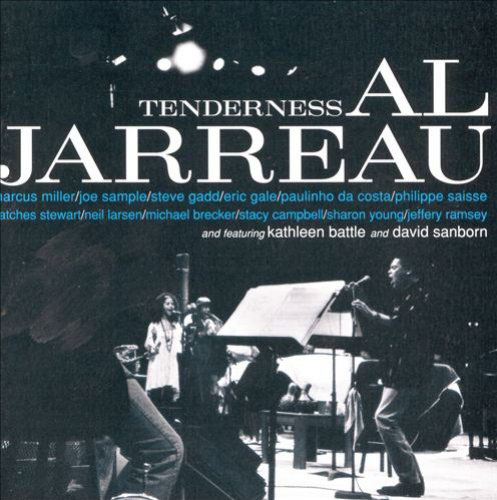 TENDERNESS AL
JARREAU
arcus miller/joe sample/steve gadd/eric gale/paulinho da costa/philippe saisse
atches stewart/neil larsen/michael brecker/stacy campbell/sharon young/jeffery ramsey
and featuring kathleen battle and david sanborn